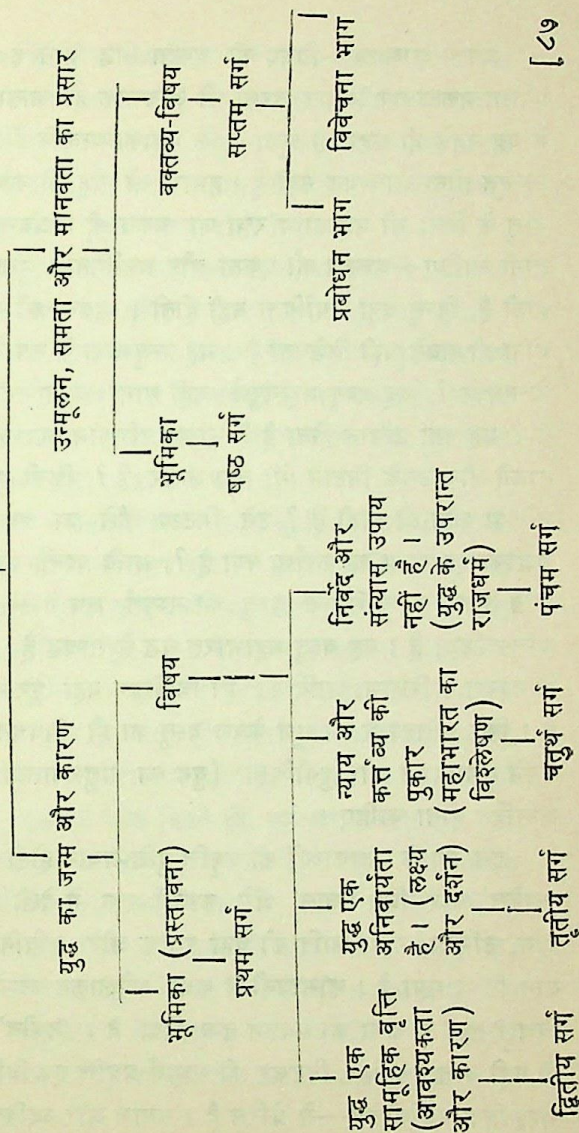 युद्ध का जन्म और कारण
उन्मूलन, समता और मानवता का प्रसार
भूमिका (प्रस्तावना)
प्रथम सर्ग
विषय
भूमिका
षष्ठ सर्ग
वक्तव्य-विषय
सप्तम सर्ग
युद्ध एक
सामूहिक वृत्ति
(आवश्यकता
और कारण)
द्वितीय सर्ग
युद्ध एक
अनिवार्यता
है (लक्ष्य
और दर्शन)
तृतीय सर्ग
न्याय और
कर्त्तव्य की
पुकार
(महाभारत का
विश्लेषण)
चतुर्थ सर्ग
निर्वेद और
संन्यास उपाय
नहीं है।
(युद्ध के उपरान्त
राजधर्म)
पंचम सर्ग
प्रबोधन भाग
विवेचना भाग
[ ८७